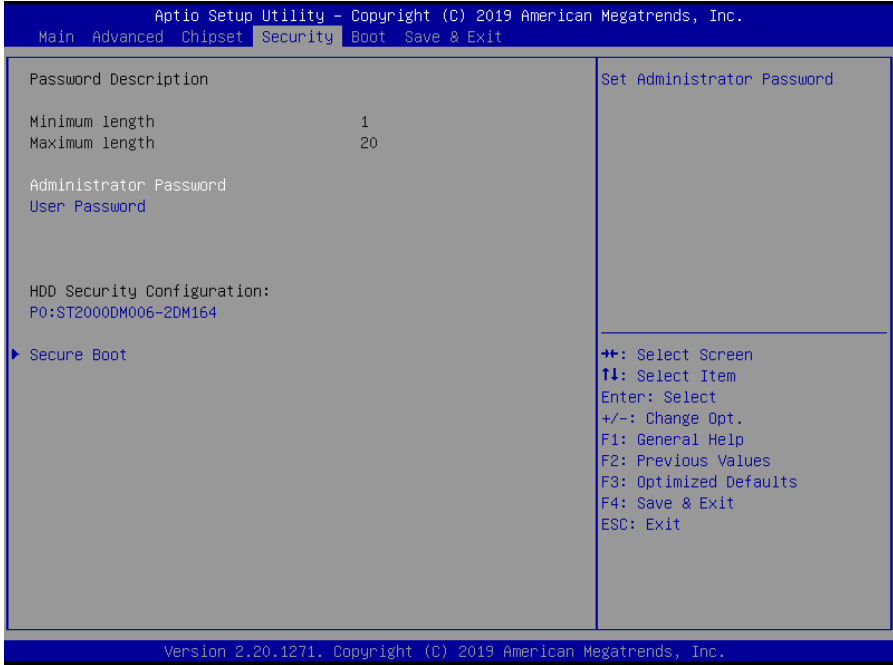 Aptio Setup Utility – Copyright (C) 2019 American Megatrends, Inc.
Main Advanced Chipset Security Boot Save & Exit
Password Description
Minimum length 1
Maximum length 20
Administrator Password
User Password
HDD Security Configuration:
P0:ST2000DM006-2DM164
Secure Boot
Set Administrator Password
→←: Select Screen
↑↓: Select Item
Enter: Select
+/-: Change Opt.
F1: General Help
F2: Previous Values
F3: Optimized Defaults
F4: Save & Exit
ESC: Exit
Version 2.20.1271. Copyright (C) 2019 American Megatrends, Inc.